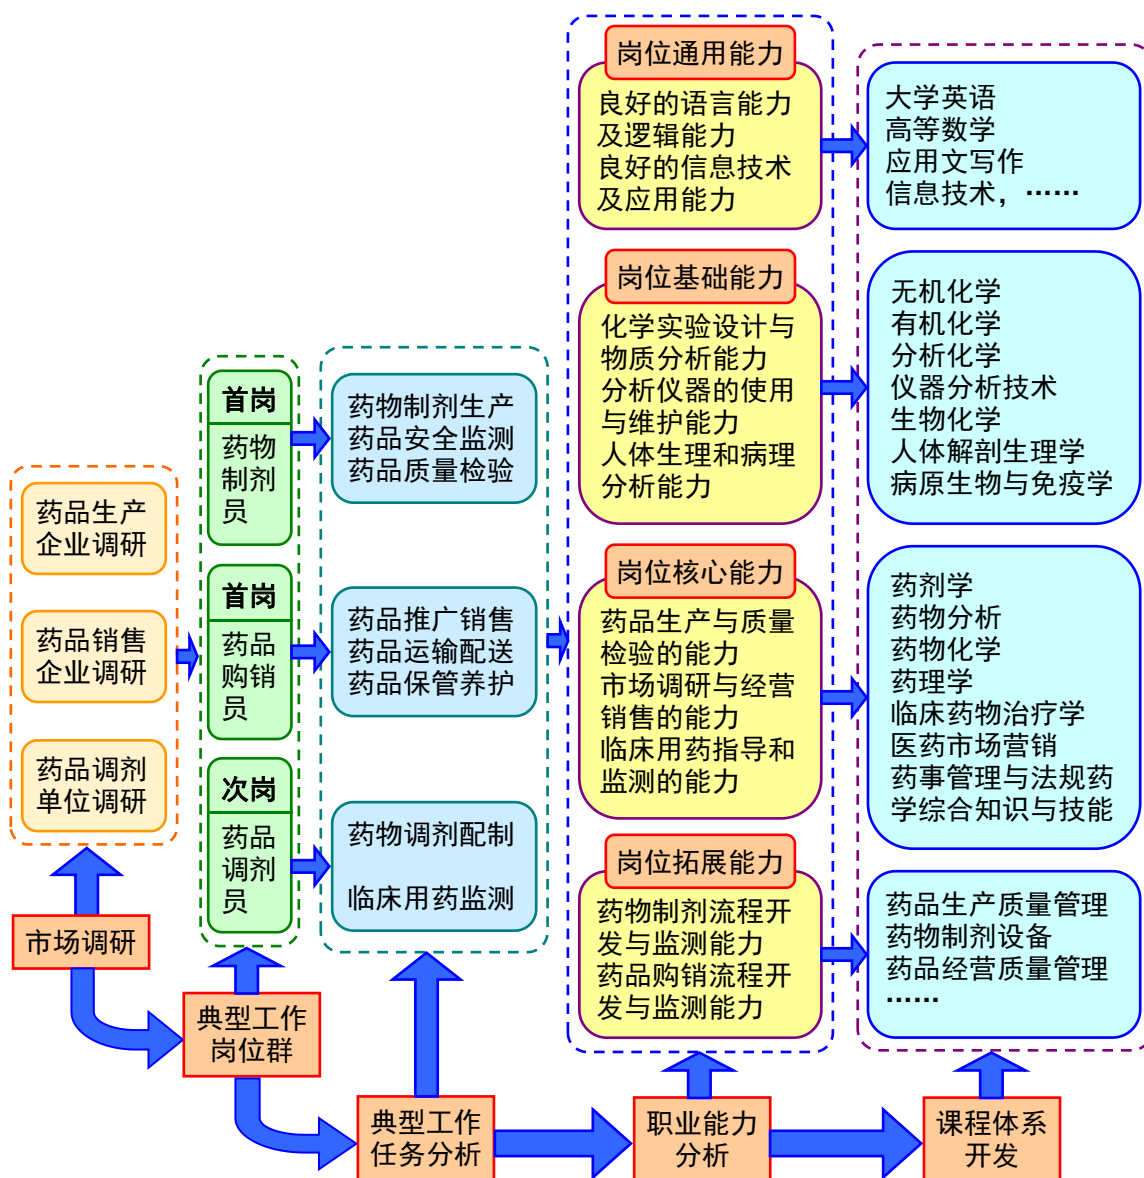 药品生产
企业调研
药品销售
企业调研
药品调剂
单位调研
市场调研
首岗
药物
制剂
员
首岗
药品
购销
员
次岗
药品
调剂
员
典型工作
岗位群
药物制剂生产
药品安全监测
药品质量检验
药品推广销售
药品运输配送
药品保管养护
药物调剂配制
临床用药监测
典型工作
任务分析
岗位通用能力
良好的语言能力
及逻辑能力
良好的信息技术
及应用能力
岗位基础能力
化学实验设计与
物质分析能力
分析仪器的使用
与维护能力
人体生理和病理
分析能力
岗位核心能力
药品生产与质量
检验的能力
市场调研与经营
销售的能力
临床用药指导和
监测的能力
岗位拓展能力
药物制剂流程开
发与监测能力
药品购销流程开
发与监测能力
职业能力
分析
大学英语
高等数学
应用文写作
信息技术，……
无机化学
有机化学
分析化学
仪器分析技术
生物化学
人体解剖生理学
病原生物与免疫学
药剂学
药物分析
药物化学
药理学
临床药物治疗学
医药市场营销
药事管理与法规药
学综合知识与技能
药品生产质量管理
药物制剂设备
药品经营质量管理
……
课程体系
开发